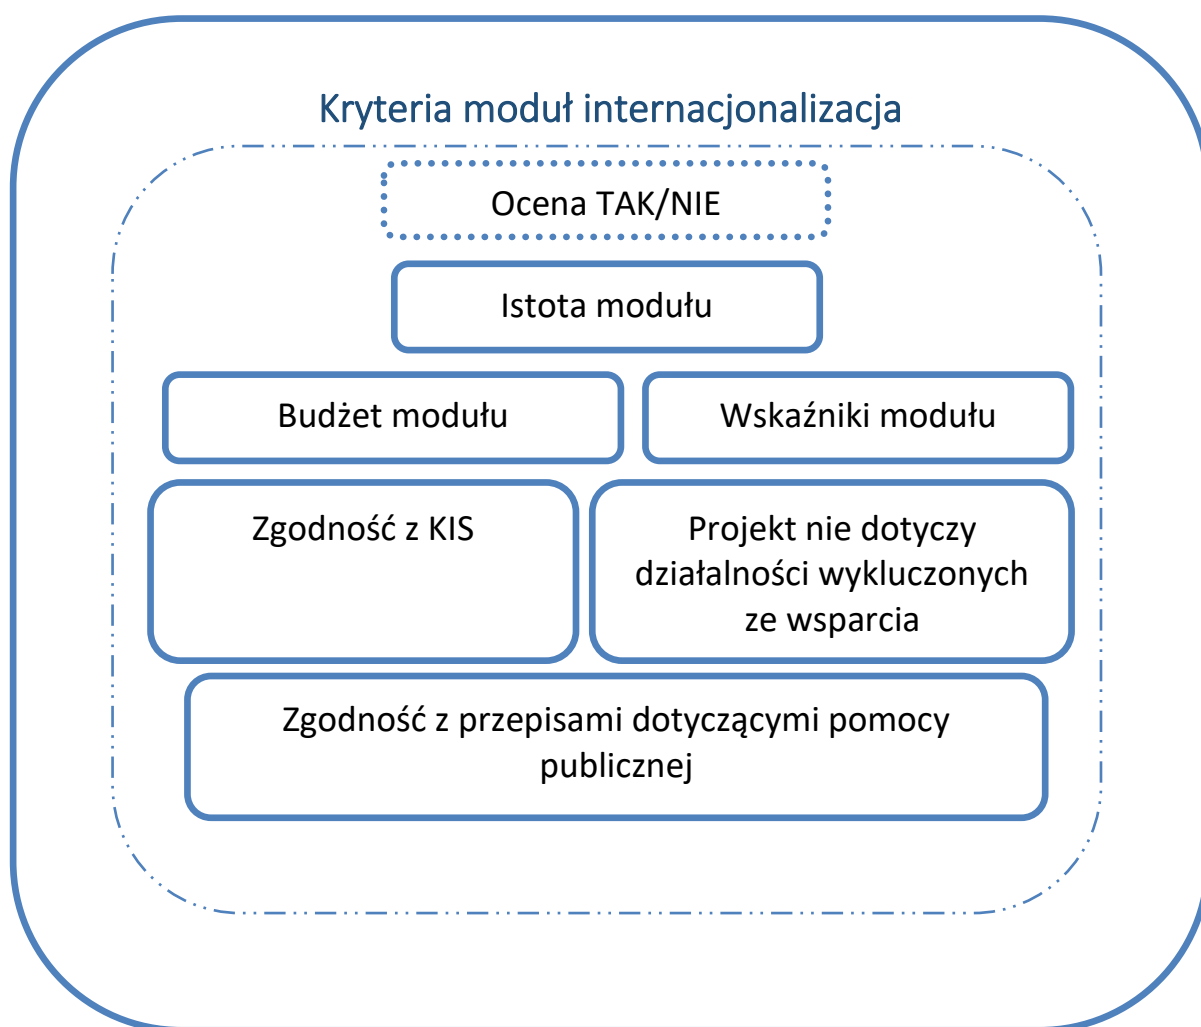 Kryteria moduł internacjonalizacja
Ocena TAK/NIE
Istota modułu
Budżet modułu
Wskaźniki modułu
Zgodność z KIS
Projekt nie dotyczy
działalności wykluczonych
ze wsparcia
Zgodność z przepisami dotyczącymi pomocy
publicznej